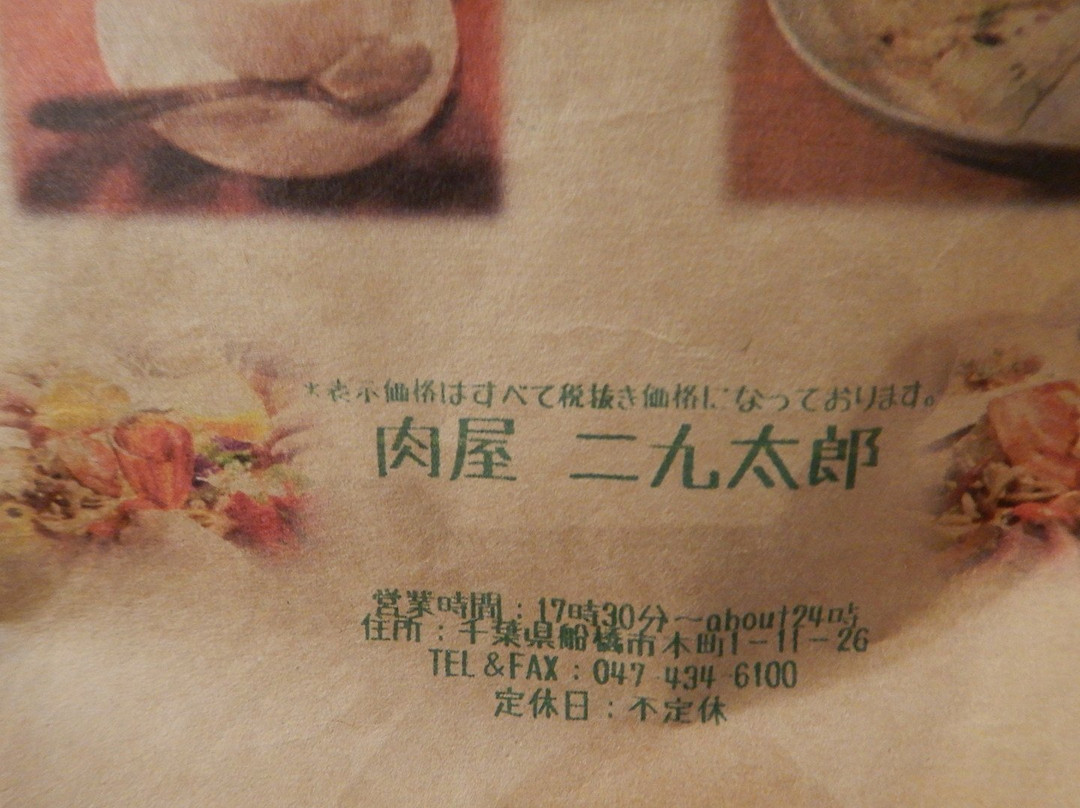 *表示価格はすべて税抜き価格になっております。
肉屋 二九太郎
営業時間：17時30分～about24時
住所：千葉県船橋市本町1-11-26
TEL＆FAX：047-434-6100
定休日：不定休